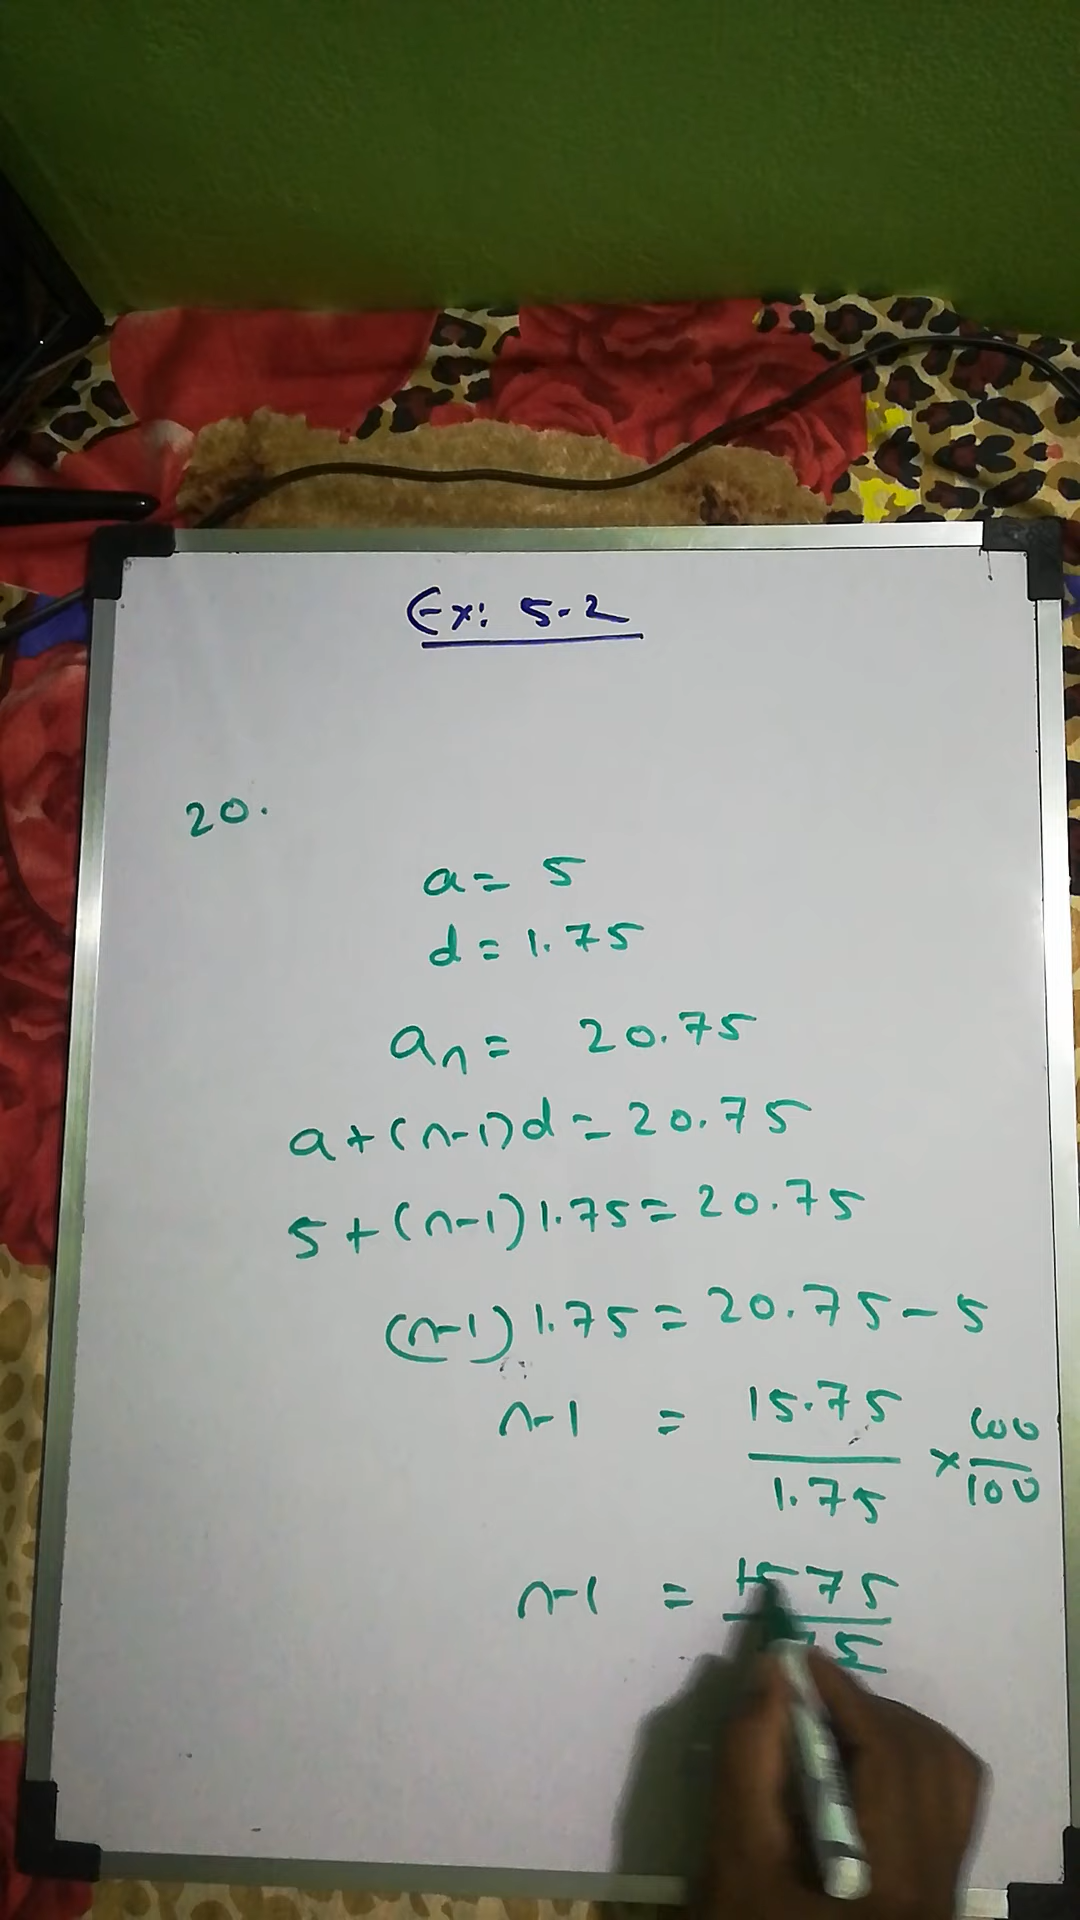 Ex: 5.2
20.
a = 5
d = 1.75
an = 20.75
a+(n-1)d = 20.75
5+(n-1)1.75 = 20.75
(n-1)1.75 = 20.75-5
n-1 = 15.75/1.75 × 100/100
n-1 = 1575/